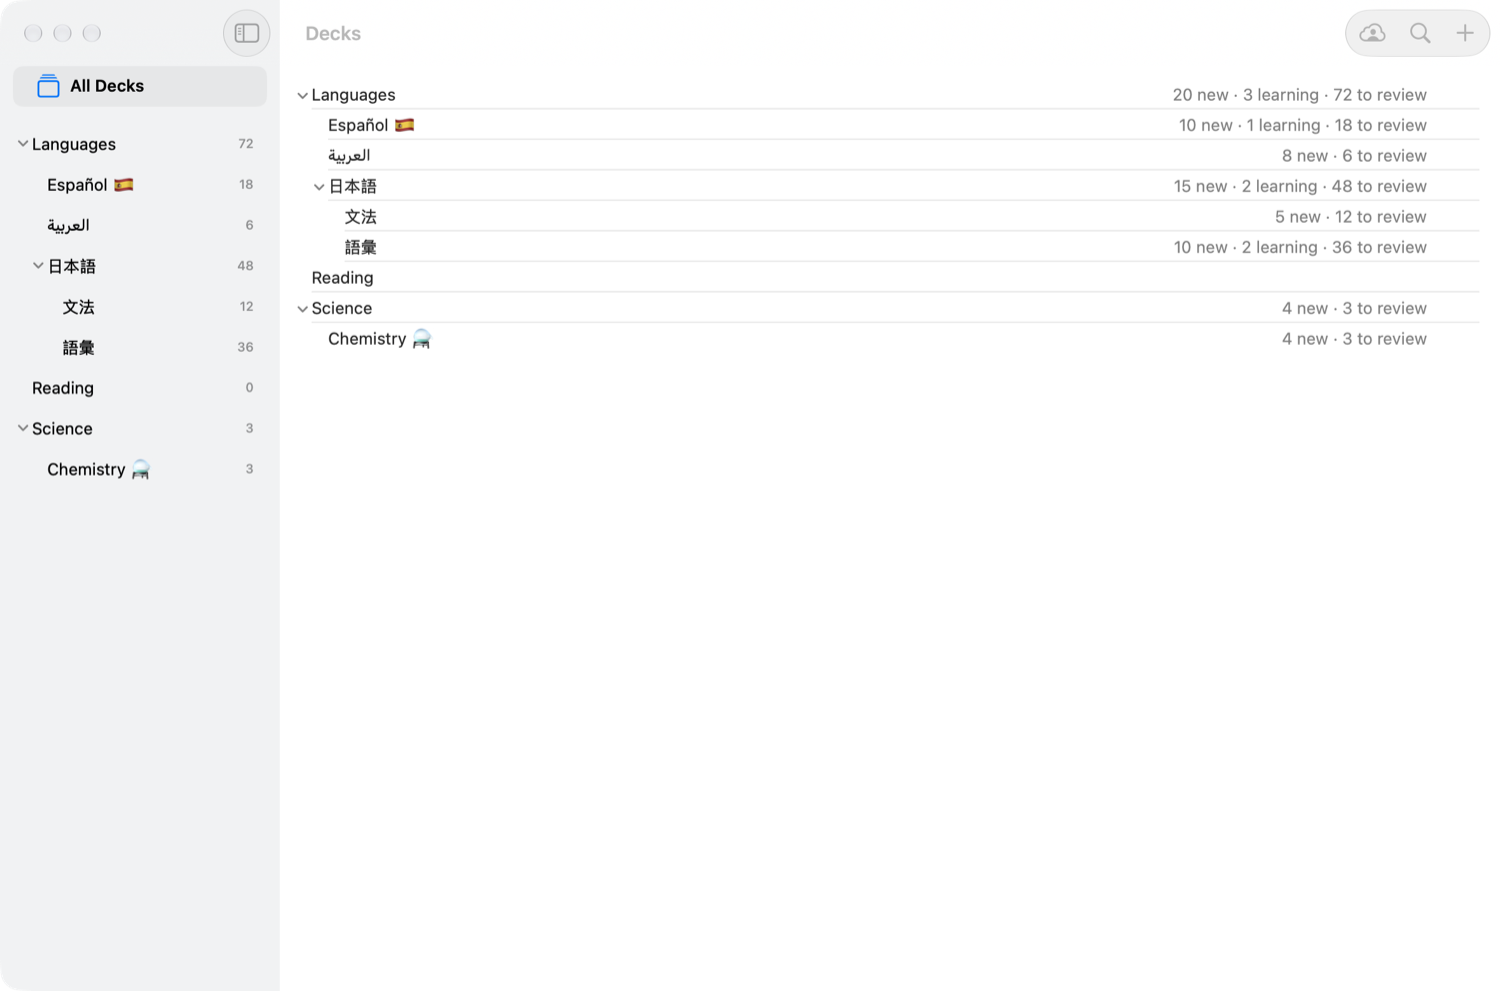 All Decks
Languages 72
Español 🇪🇸 18
العربية 6
日本語 48
文法 12
語彙 36
Reading 0
Science 3
Chemistry 3
Decks
Languages 20 new · 3 learning · 72 to review
Español 🇪🇸 10 new · 1 learning · 18 to review
العربية 8 new · 6 to review
日本語 15 new · 2 learning · 48 to review
文法 5 new · 12 to review
語彙 10 new · 2 learning · 36 to review
Reading
Science 4 new · 3 to review
Chemistry 4 new · 3 to review